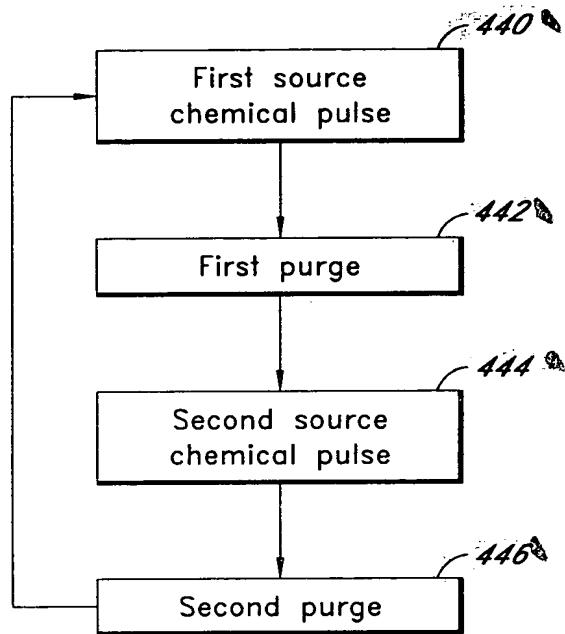 440
First source
chemical pulse
442
First purge
444
Second source
chemical pulse
446
Second purge